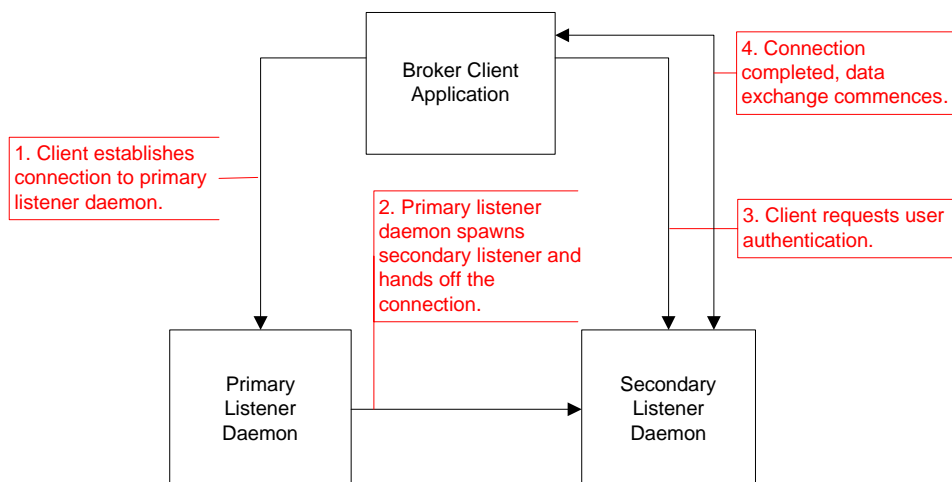 Broker Client
Application
4. Connection
completed, data
exchange commences.
1. Client establishes
connection to primary
listener daemon.
2. Primary listener
daemon spawns
secondary listener and
hands off the
connection.
3. Client requests user
authentication.
Primary
Listener
Daemon
Secondary
Listener
Daemon